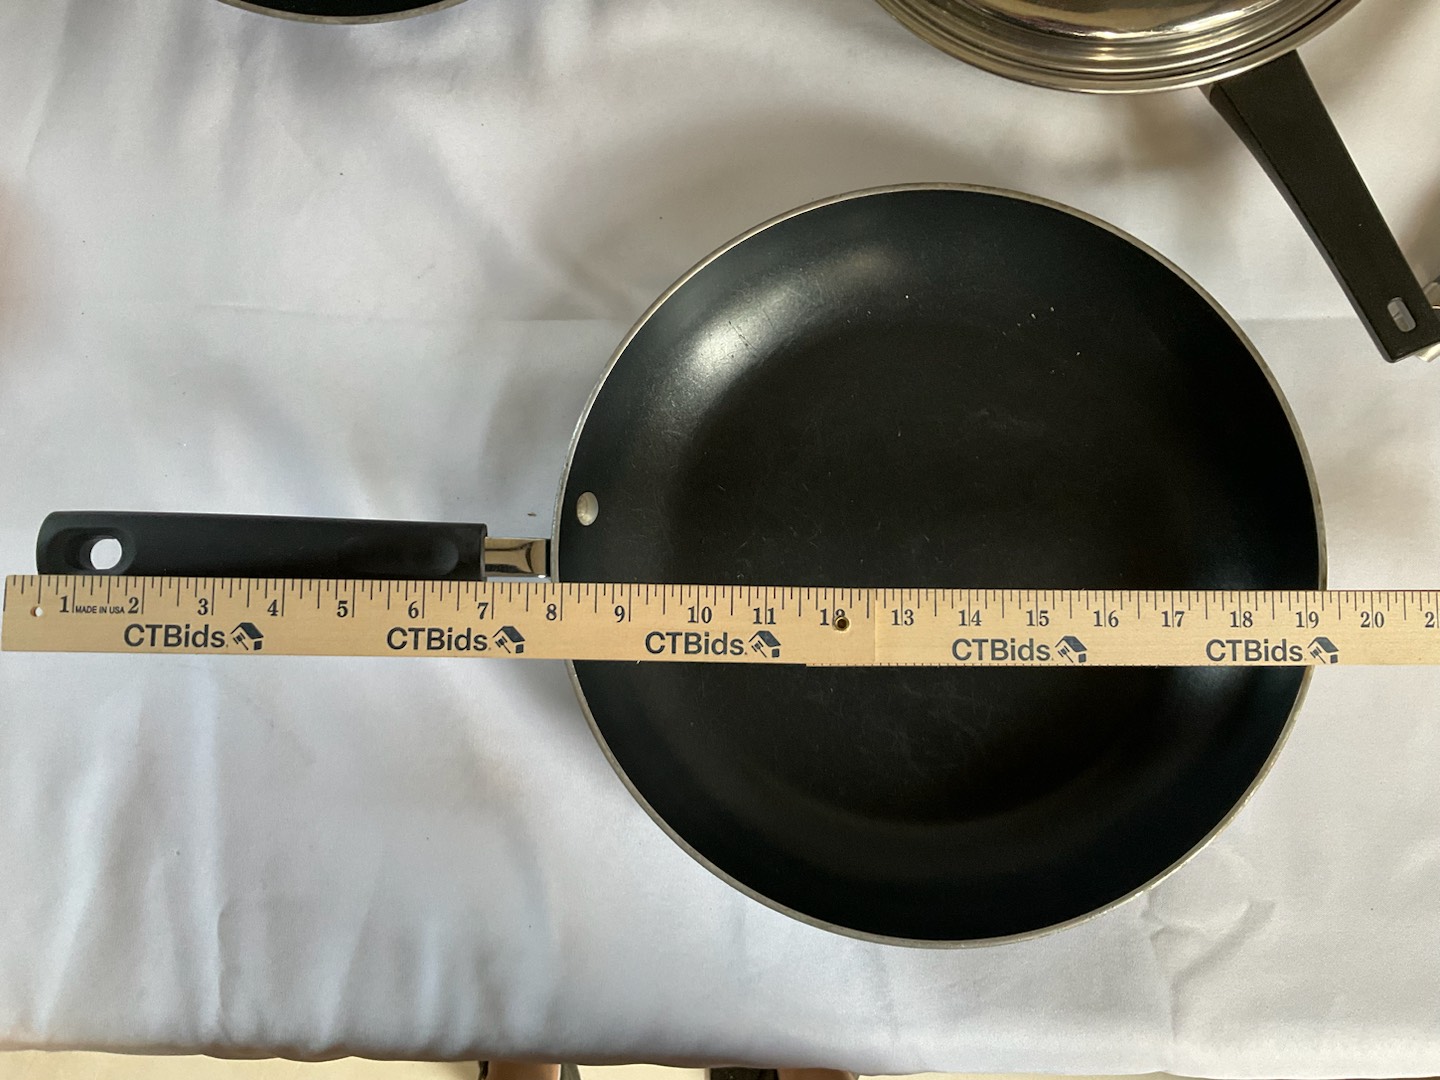 1 MADE IN USA 2 3 4 5 6 7 8 9 10 11 12 13 14 15 16 17 18 19 20 2
CTBids. CTBids. CTBids. CTBids. CTBids.